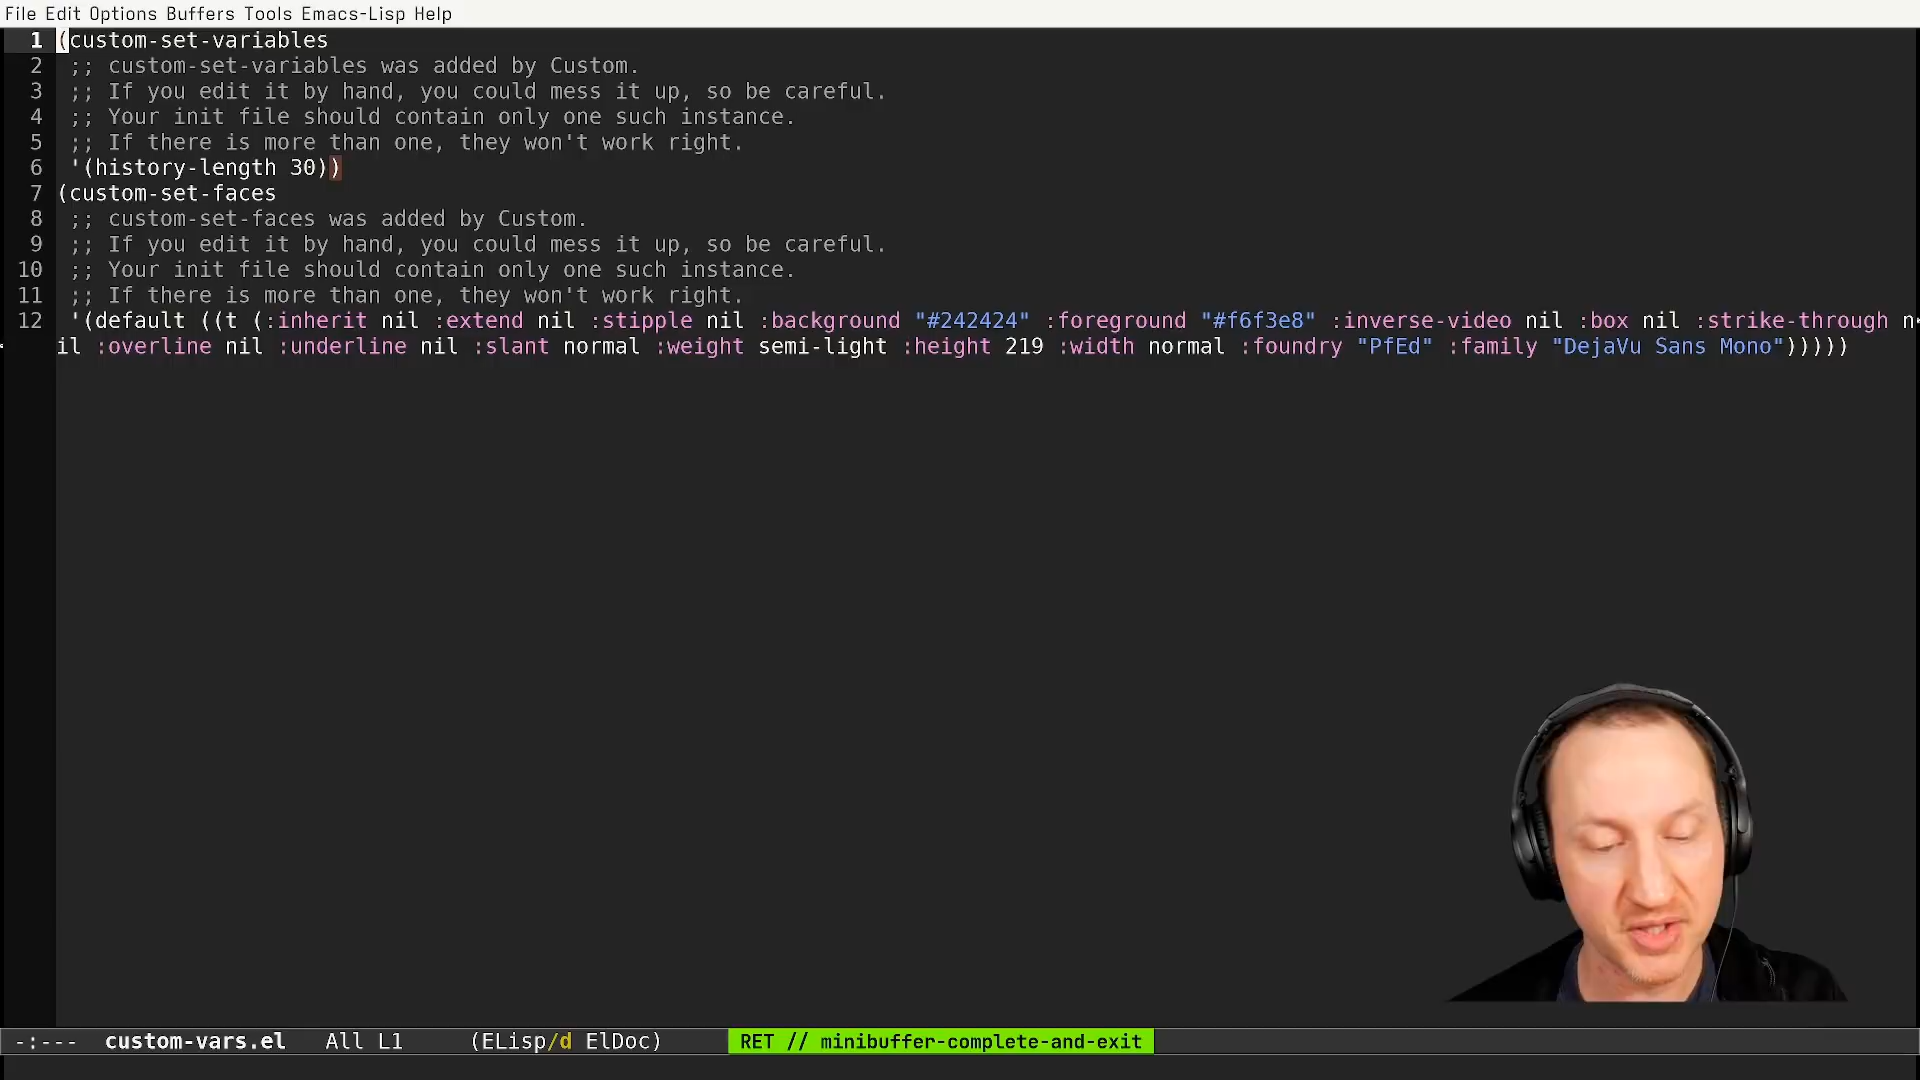 File Edit Options Buffers Tools Emacs-Lisp Help
1 (custom-set-variables
2 ;; custom-set-variables was added by Custom.
3 ;; If you edit it by hand, you could mess it up, so be careful.
4 ;; Your init file should contain only one such instance.
5 ;; If there is more than one, they won't work right.
6 '(history-length 30))
7 (custom-set-faces
8 ;; custom-set-faces was added by Custom.
9 ;; If you edit it by hand, you could mess it up, so be careful.
10 ;; Your init file should contain only one such instance.
11 ;; If there is more than one, they won't work right.
12 '(default ((t (:inherit nil :extend nil :stipple nil :background "#242424" :foreground "#f6f3e8" :inverse-video nil :box nil :strike-through n
il :overline nil :underline nil :slant normal :weight semi-light :height 219 :width normal :foundry "PfEd" :family "DejaVu Sans Mono")))))
-:--- custom-vars.el All L1 (ELisp/d ElDoc) RET // minibuffer-complete-and-exit